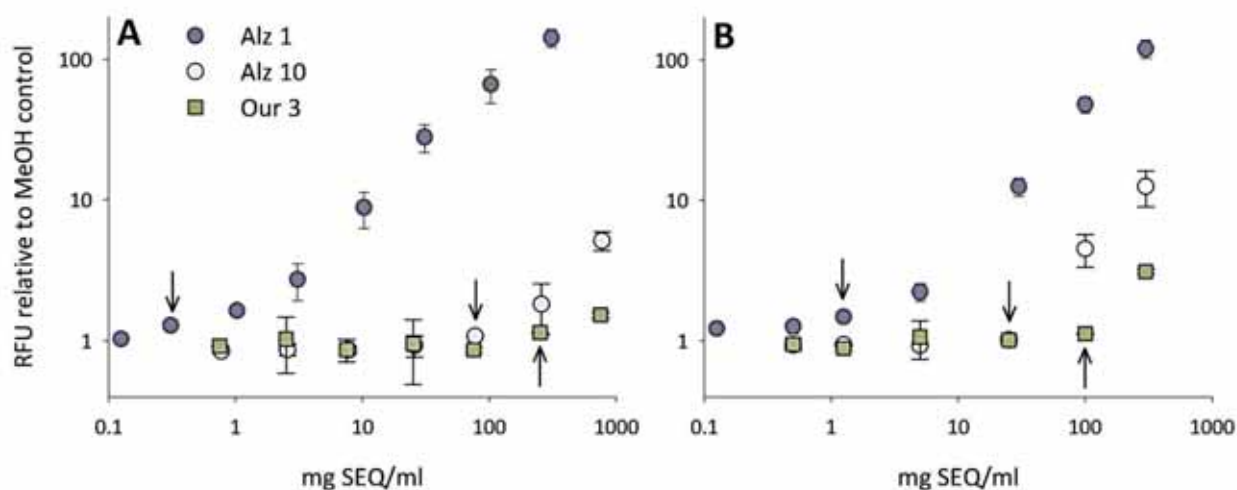 RFU relative to MeOH control
A
Alz 1
Alz 10
Our 3
100
10
1
0.1 1 10 100 1000
mg SEQ/ml
B
100
10
1
0.1 1 10 100 1000
mg SEQ/ml